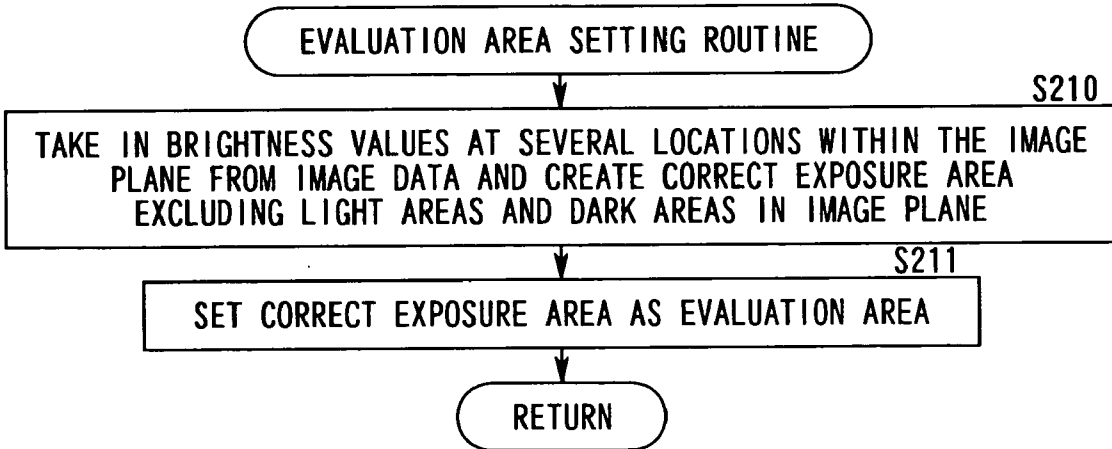 EVALUATION AREA SETTING ROUTINE
S210
TAKE IN BRIGHTNESS VALUES AT SEVERAL LOCATIONS WITHIN THE IMAGE
PLANE FROM IMAGE DATA AND CREATE CORRECT EXPOSURE AREA
EXCLUDING LIGHT AREAS AND DARK AREAS IN IMAGE PLANE
S211
SET CORRECT EXPOSURE AREA AS EVALUATION AREA
RETURN